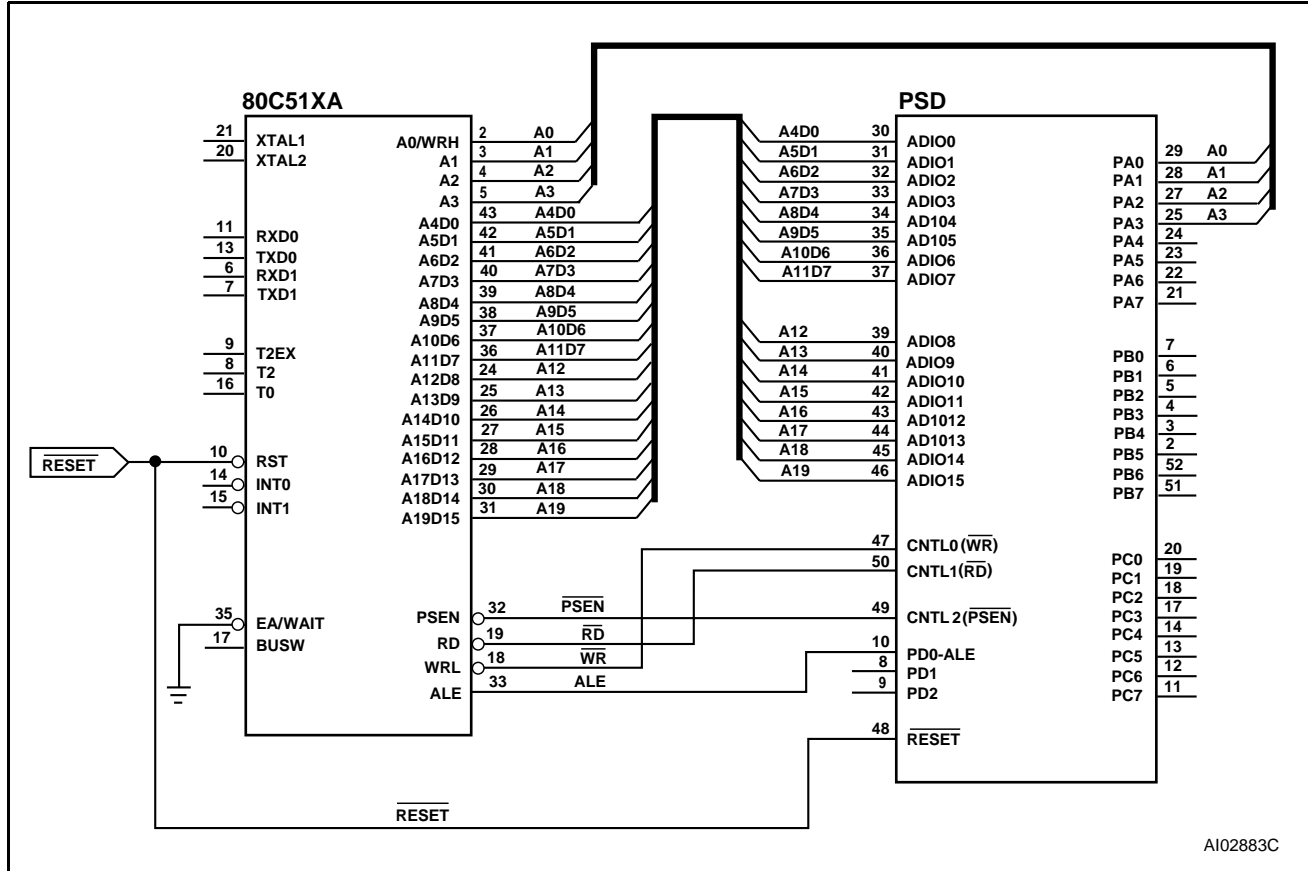 80C51XA
PSD
21 XTAL1
20 XTAL2
11 RXD0
13 TXD0
6 RXD1
7 TXD1
9 T2EX
8 T2
16 T0
RESET
10 RST
14 INT0
15 INT1
35 EA/WAIT
17 BUSW
A0/WRH 2 A0
A1 3 A1
A2 4 A2
A3 5 A3
A4D0 43 A4D0
A5D1 42 A5D1
A6D2 41 A6D2
A7D3 40 A7D3
A8D4 39 A8D4
A9D5 38 A9D5
A10D6 37 A10D6
A11D7 36 A11D7
A12D8 24 A12
A13D9 25 A13
A14D10 26 A14
A15D11 27 A15
A16D12 28 A16
A17D13 29 A17
A18D14 30 A18
A19D15 31 A19
PSEN 32 PSEN
RD 19 RD
WRL 18 WR
ALE 33 ALE
RESET
A4D0 30 ADIO0
A5D1 31 ADIO1
A6D2 32 ADIO2
A7D3 33 ADIO3
A8D4 34 AD104
A9D5 35 AD105
A10D6 36 ADIO6
A11D7 37 ADIO7
A12 39 ADIO8
A13 40 ADIO9
A14 41 ADIO10
A15 42 ADIO11
A16 43 AD1012
A17 44 AD1013
A18 45 ADIO14
A19 46 ADIO15
47 CNTL0(WR)
50 CNTL1(RD)
49 CNTL 2(PSEN)
10 PD0-ALE
8 PD1
9 PD2
48 RESET
PA0 29 A0
PA1 28 A1
PA2 27 A2
PA3 25 A3
PA4 24
PA5 23
PA6 22
PA7 21
PB0 7
PB1 6
PB2 5
PB3 4
PB4 3
PB5 2
PB6 52
PB7 51
PC0 20
PC1 19
PC2 18
PC3 17
PC4 14
PC5 13
PC6 12
PC7 11
AI02883C